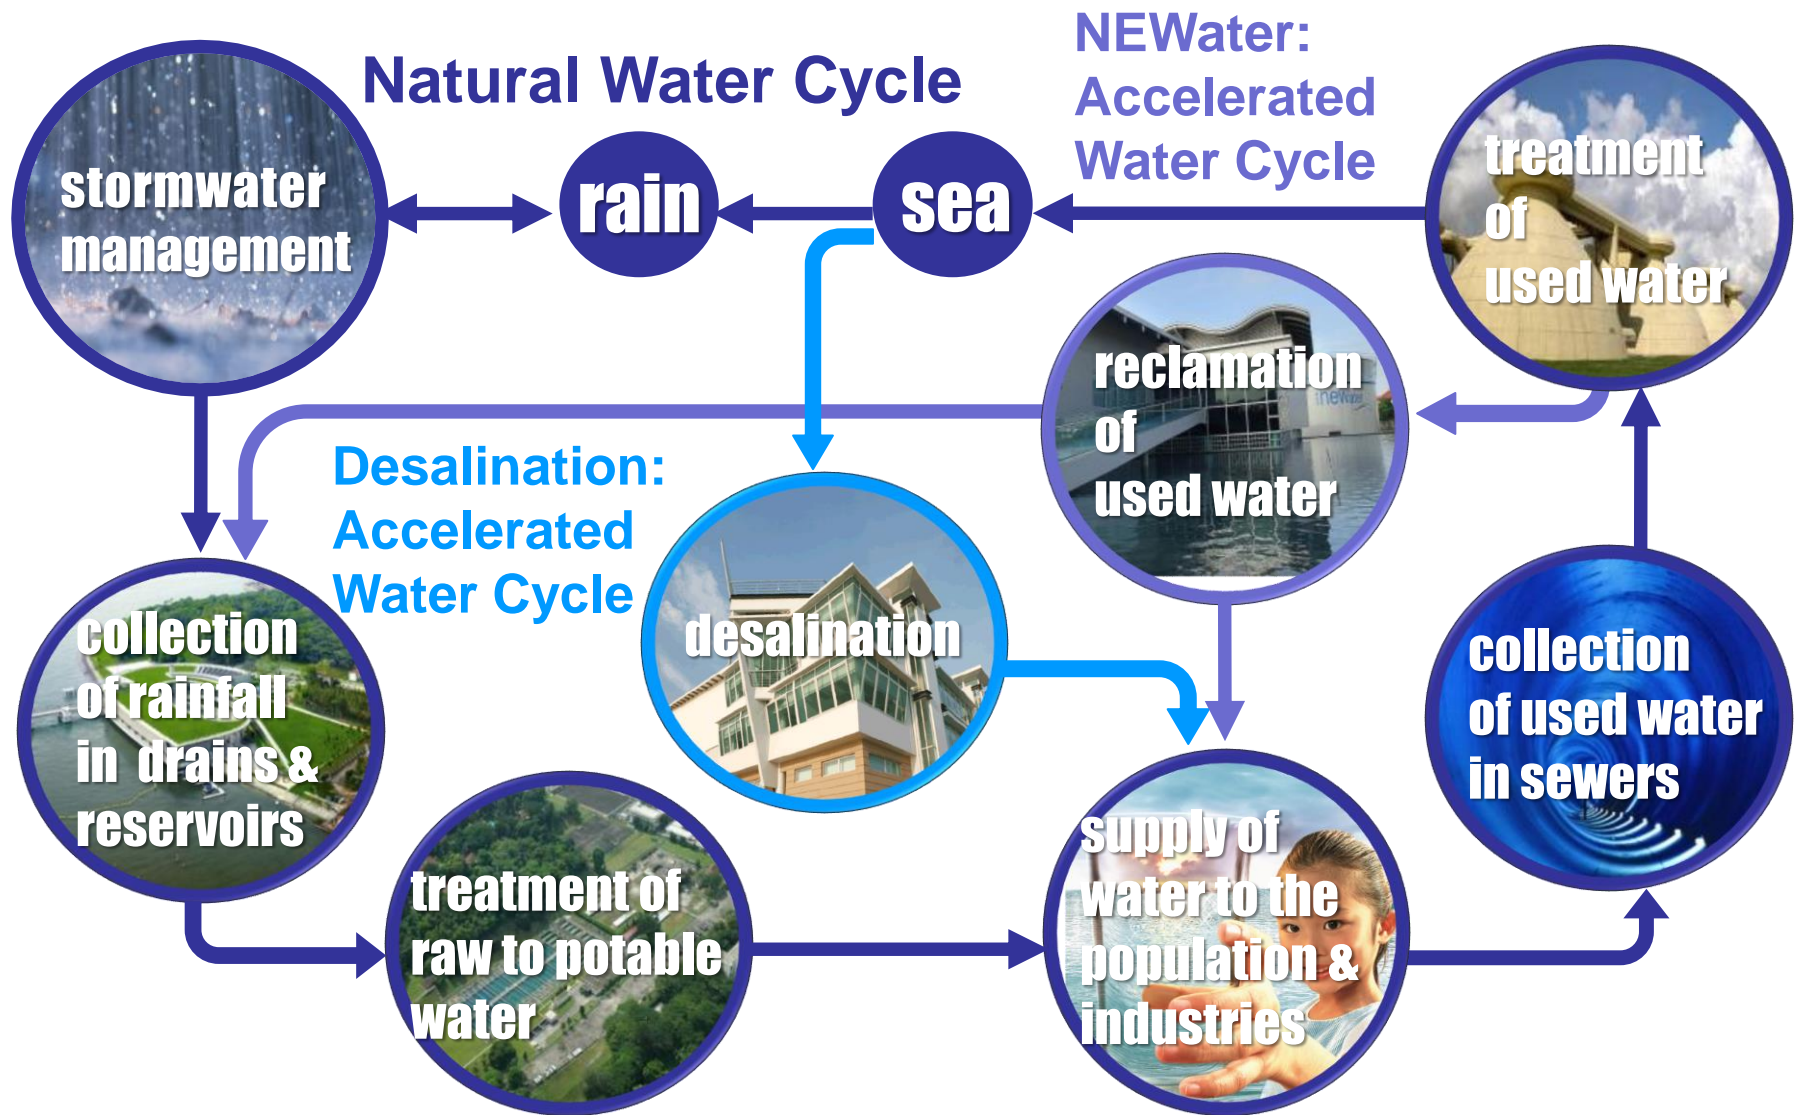 Natural Water Cycle
NEWater:
Accelerated
Water Cycle
stormwater
management
rain
sea
treatment
of
used water
reclamation
of
used water
newater
Desalination:
Accelerated
Water Cycle
desalination
collection
of rainfall
in drains &
reservoirs
collection
of used water
in sewers
treatment of
raw to potable
water
supply of
water to the
population &
industries